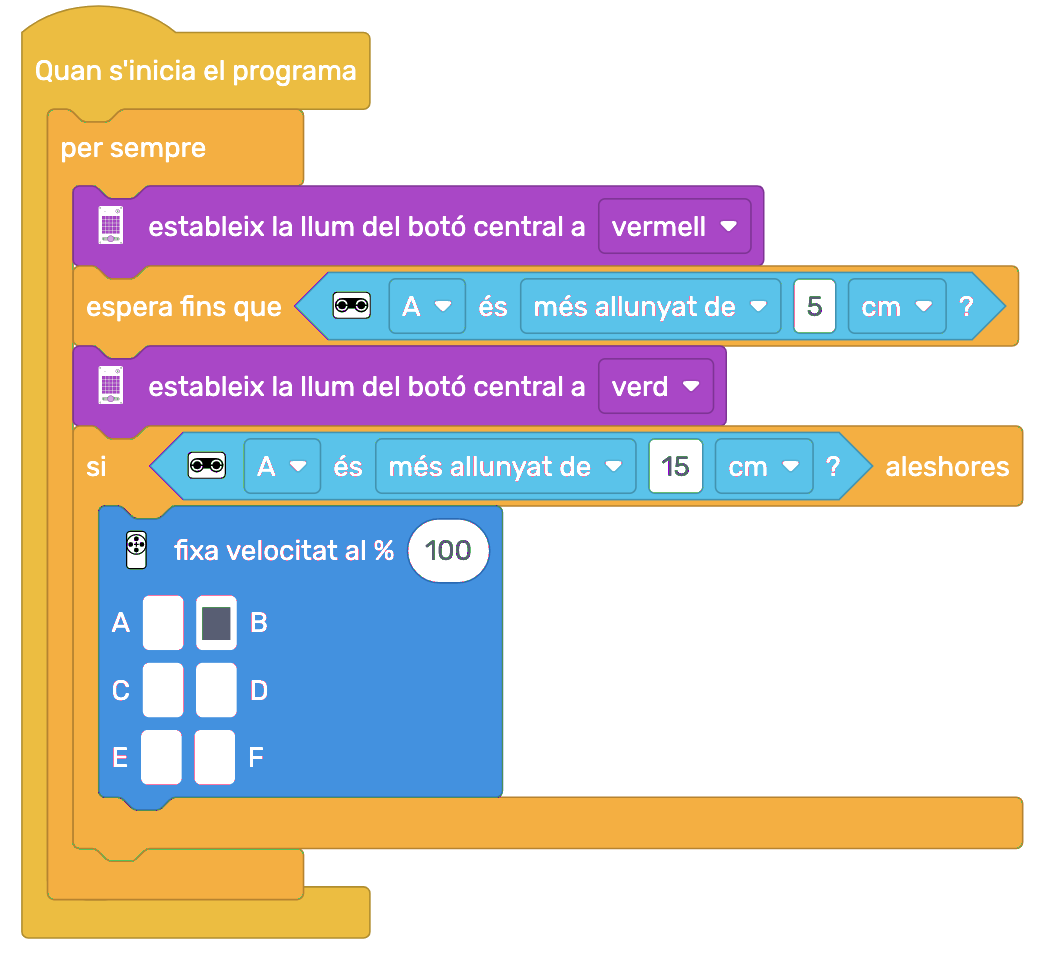 Quan s'inicia el programa
per sempre
estableix la llum del botó central a vermell
espera fins que A és més allunyat de 5 cm ?
estableix la llum del botó central a verd
si A és més allunyat de 15 cm ? aleshores
fixa velocitat al % 100
A B
C D
E F